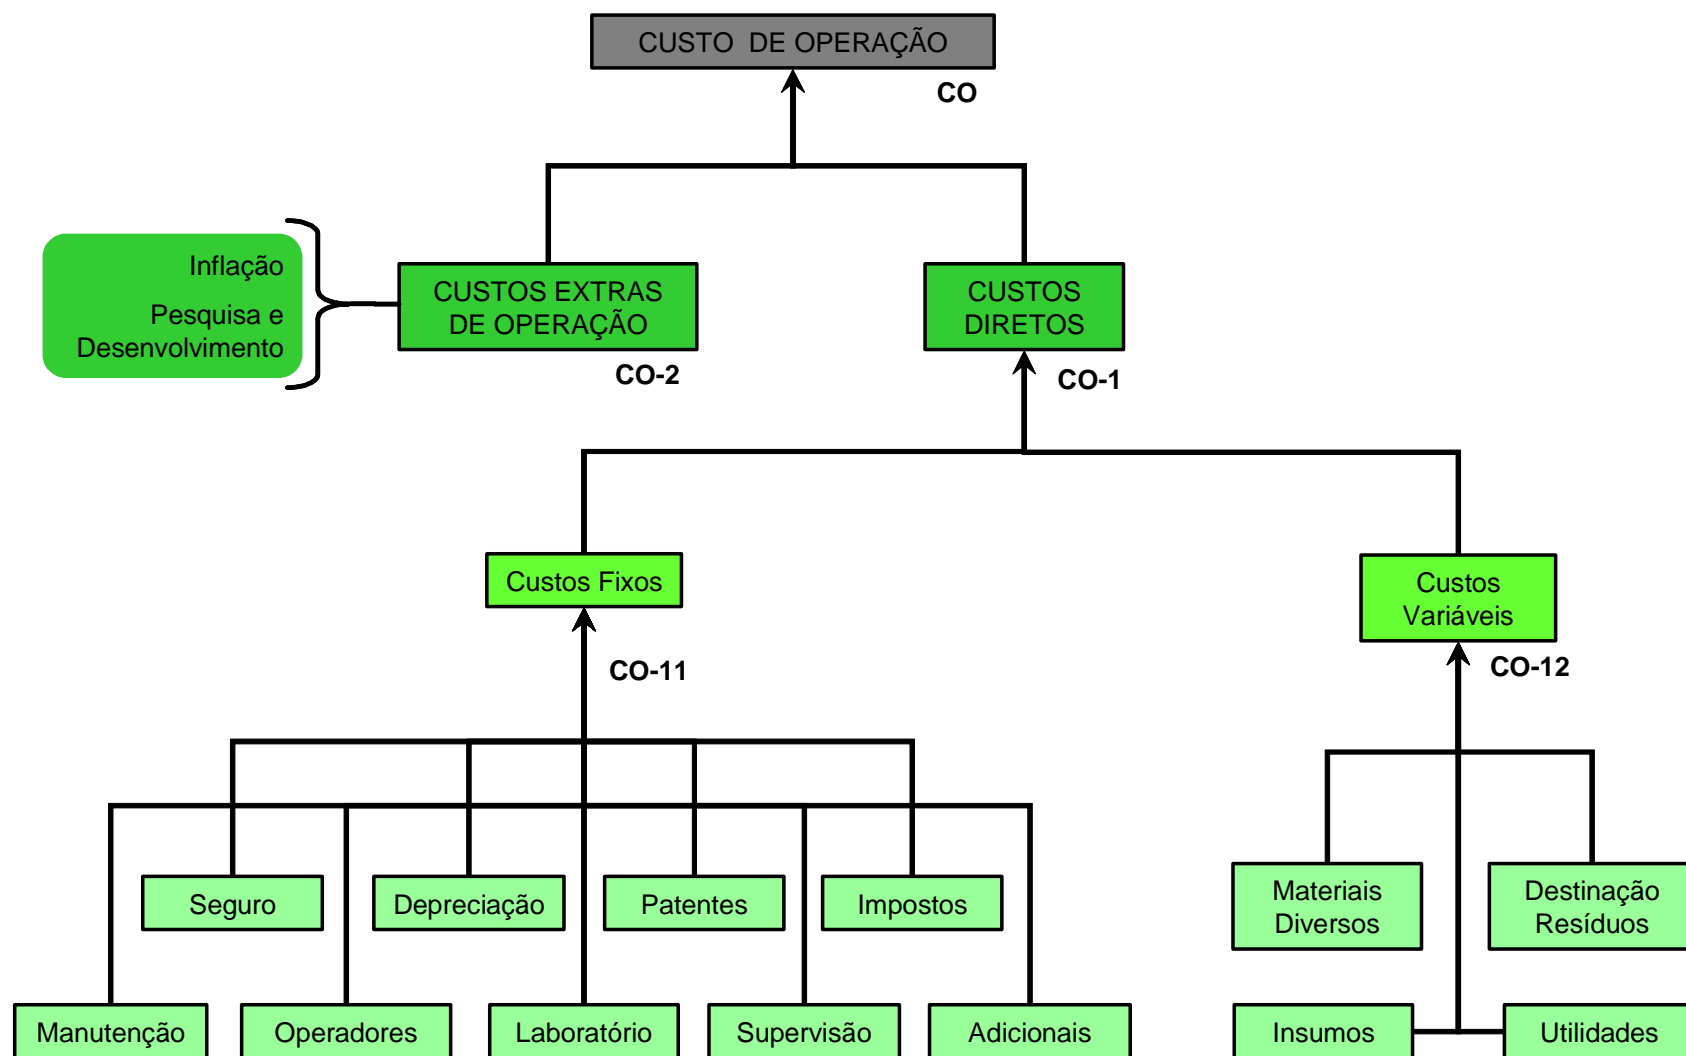 CUSTO  DE OPERAÇÃO
CO
Inflação
Pesquisa e
Desenvolvimento
CUSTOS EXTRAS
DE OPERAÇÃO
CO-2
CUSTOS
DIRETOS
CO-1
Custos Fixos
CO-11
Custos
Variáveis
CO-12
Seguro
Depreciação
Patentes
Impostos
Materiais
Diversos
Destinação
Resíduos
Manutenção
Operadores
Laboratório
Supervisão
Adicionais
Insumos
Utilidades